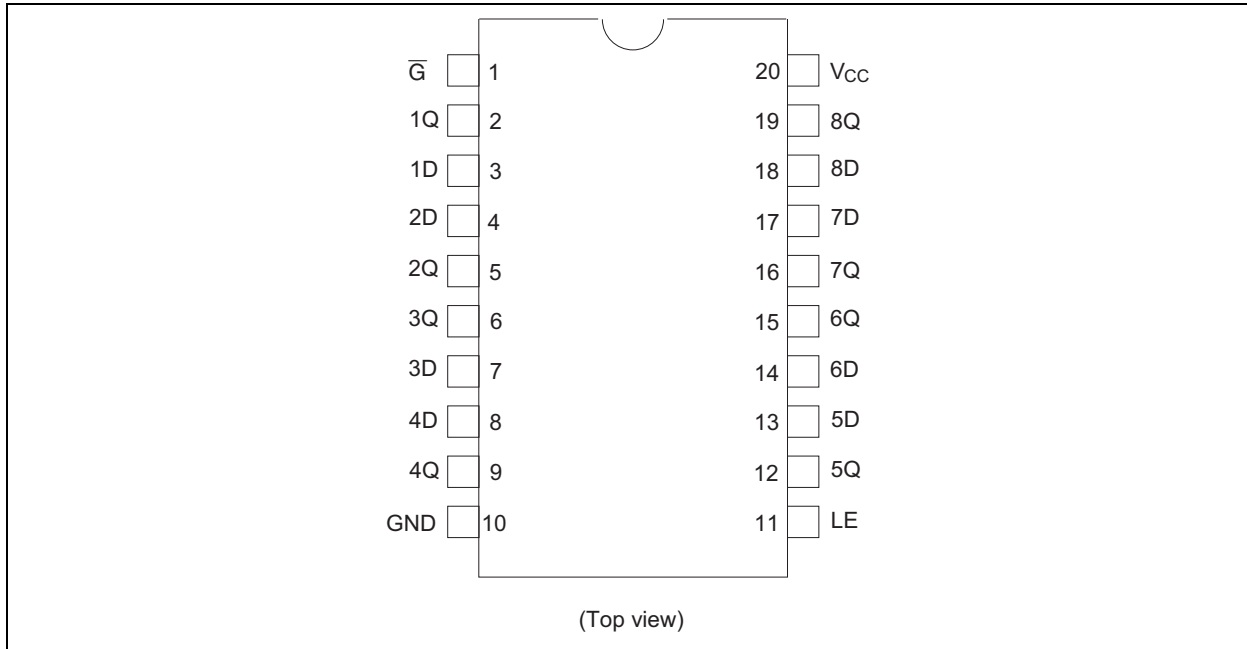 G̅ 1 20 VCC
1Q 2 19 8Q
1D 3 18 8D
2D 4 17 7D
2Q 5 16 7Q
3Q 6 15 6Q
3D 7 14 6D
4D 8 13 5D
4Q 9 12 5Q
GND 10 11 LE
(Top view)